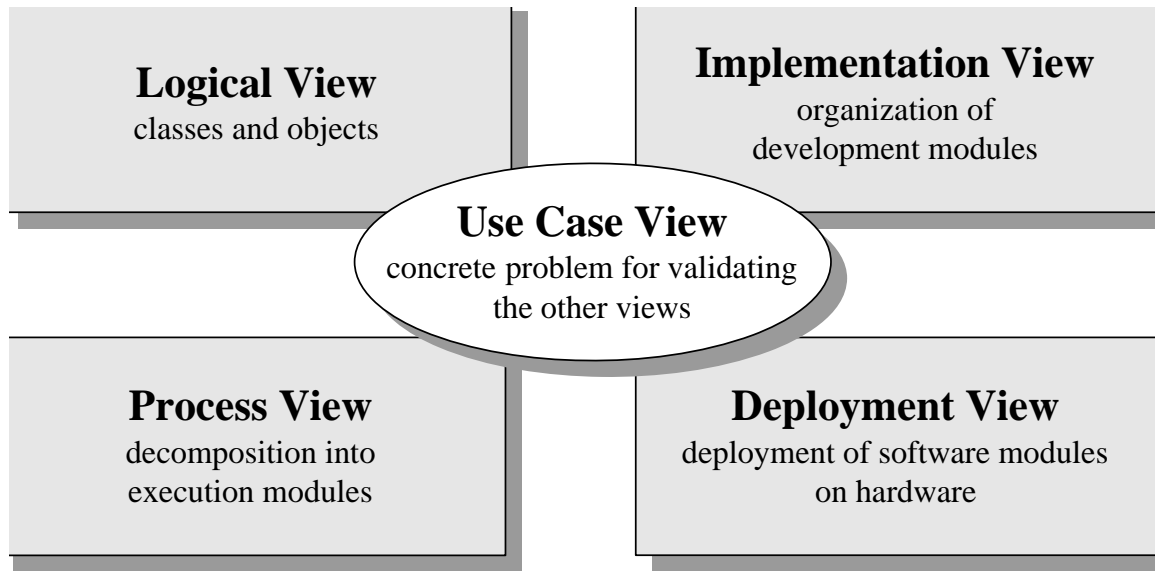 Logical View
classes and objects
Implementation View
organization of
development modules
Use Case View
concrete problem for validating
the other views
Process View
decomposition into
execution modules
Deployment View
deployment of software modules
on hardware